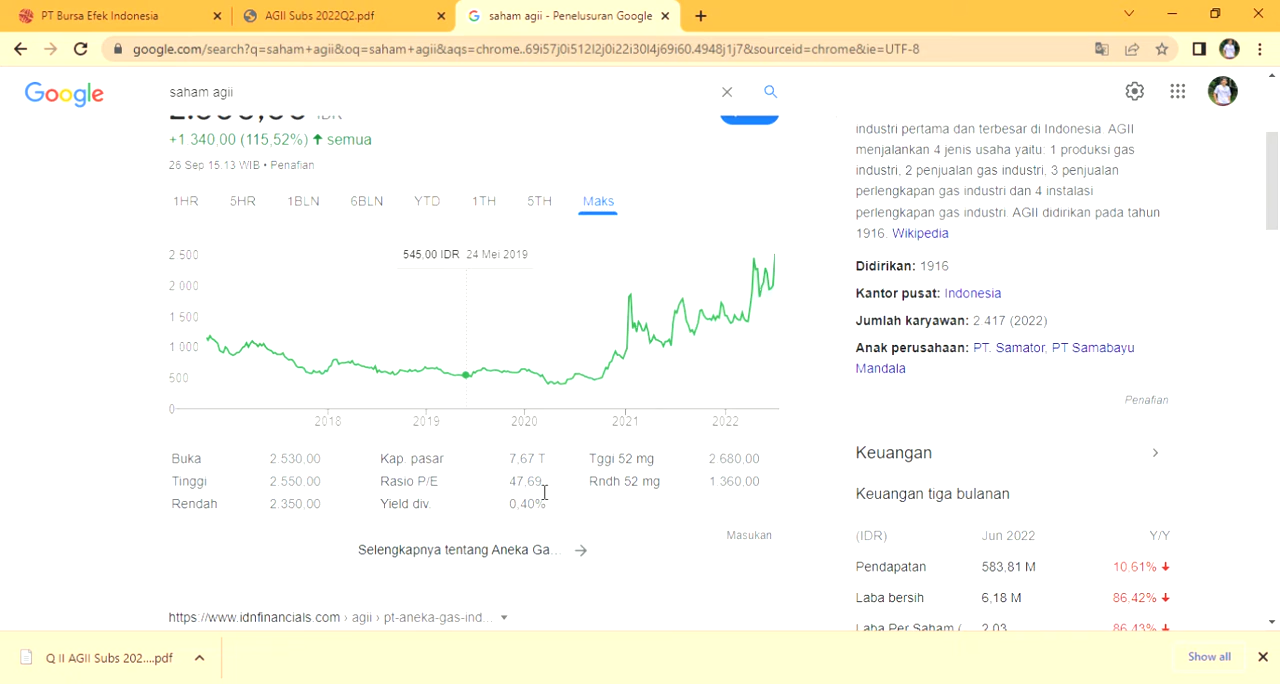 PT Bursa Efek Indonesia
AGII Subs 2022Q2.pdf
saham agii - Penelusuran Google
google.com/search?q=saham+agii&oq=saham+agii&aqs=chrome..69i57j0i512l2j0i22i30l4j69i60.4948j1j7&sourceid=chrome&ie=UTF-8
Google
saham agii
IDR
+1 340,00 (115,52%) ↑ semua
26 Sep 15.13 WIB • Penafian
1HR 5HR 1BLN 6BLN YTD 1TH 5TH Maks
545,00 IDR 24 Mei 2019
2 500
2 000
1 500
1 000
500
0
2018 2019 2020 2021 2022
Buka 2.530,00 Kap. pasar 7,67 T Tggi 52 mg 2 680,00
Tinggi 2.550,00 Rasio P/E 47,69 Rndh 52 mg 1 360,00
Rendah 2.350,00 Yield div. 0,40%
Masukan
Selengkapnya tentang Aneka Ga... →
https://www.idnfinancials.com › agii › pt-aneka-gas-ind...
industri pertama dan terbesar di Indonesia AGII
menjalankan 4 jenis usaha yaitu: 1 produksi gas
industri, 2 penjualan gas industri, 3 penjualan
perlengkapan gas industri dan 4 instalasi
perlengkapan gas industri. AGII didirikan pada tahun
1916. Wikipedia
Didirikan: 1916
Kantor pusat: Indonesia
Jumlah karyawan: 2.417 (2022)
Anak perusahaan: PT. Samator, PT Samabayu
Mandala
Penafian
Keuangan
Keuangan tiga bulanan
(IDR) Jun 2022 Y/Y
Pendapatan 583,81 M 10,61% ↓
Laba bersih 6,18 M 86,42% ↓
Laba Per Saham ( 2,03 86,43% ↓
Q II AGII Subs 202....pdf
Show all